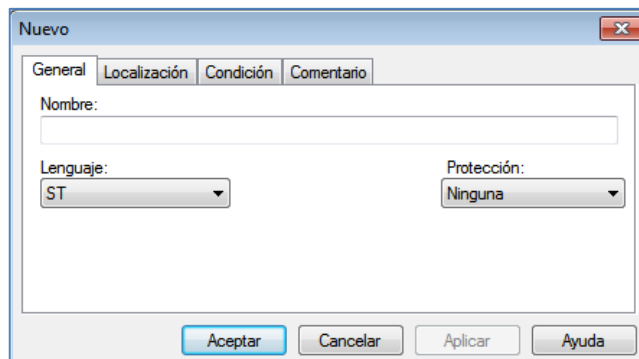 Nuevo
General Localización Condición Comentario
Nombre:
Lenguaje: Protección:
ST Ninguna
Aceptar Cancelar Aplicar Ayuda